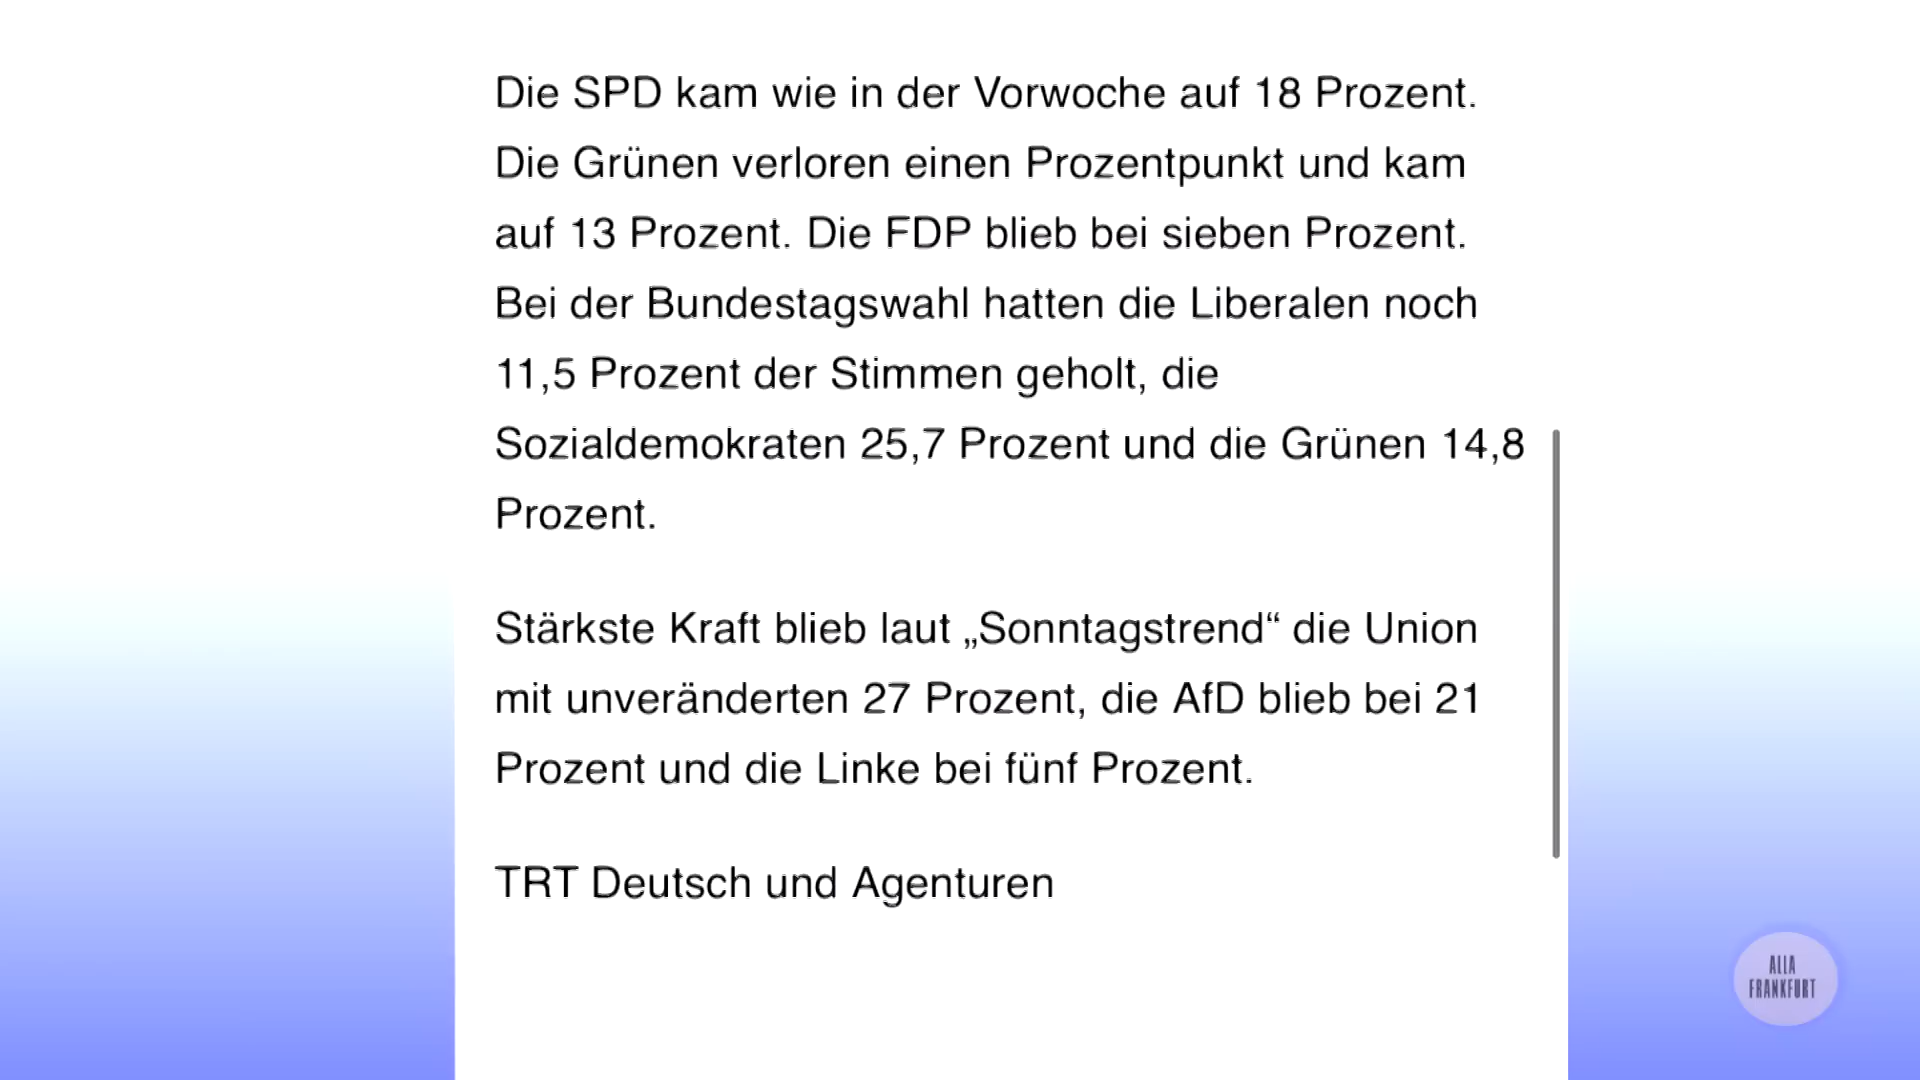 Die SPD kam wie in der Vorwoche auf 18 Prozent.
Die Grünen verloren einen Prozentpunkt und kam
auf 13 Prozent. Die FDP blieb bei sieben Prozent.
Bei der Bundestagswahl hatten die Liberalen noch
11,5 Prozent der Stimmen geholt, die
Sozialdemokraten 25,7 Prozent und die Grünen 14,8
Prozent.
Stärkste Kraft blieb laut „Sonntagstrend“ die Union
mit unveränderten 27 Prozent, die AfD blieb bei 21
Prozent und die Linke bei fünf Prozent.
TRT Deutsch und Agenturen
ALLA
FRANKFURT